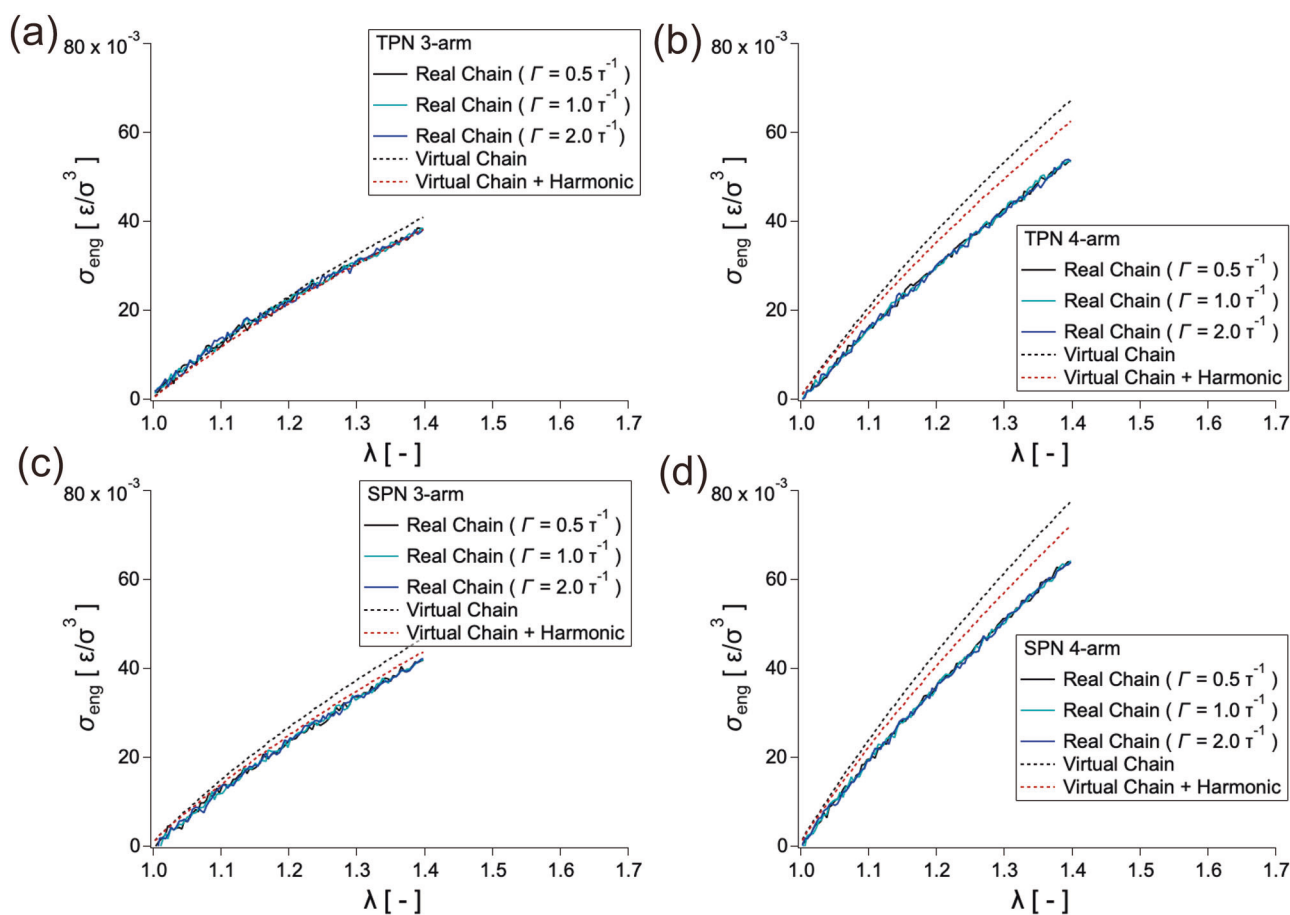 (a)
80 x 10⁻³
60
40
20
0
σeng [ ε/σ³ ]
TPN 3-arm
Real Chain ( Γ = 0.5 τ⁻¹ )
Real Chain ( Γ = 1.0 τ⁻¹ )
Real Chain ( Γ = 2.0 τ⁻¹)
Virtual Chain
Virtual Chain + Harmonic
1.0 1.1 1.2 1.3 1.4 1.5 1.6 1.7
λ [ - ]
(b)
80 x 10⁻³
60
40
20
0
σeng [ ε/σ³ ]
TPN 4-arm
Real Chain ( Γ = 0.5 τ⁻¹ )
Real Chain ( Γ = 1.0 τ⁻¹ )
Real Chain ( Γ = 2.0 τ⁻¹ )
Virtual Chain
Virtual Chain + Harmonic
1.0 1.1 1.2 1.3 1.4 1.5 1.6 1.7
λ [ - ]
(c)
80 x 10⁻³
60
40
20
0
σeng [ ε/σ³ ]
SPN 3-arm
Real Chain ( Γ = 0.5 τ⁻¹ )
Real Chain ( Γ = 1.0 τ⁻¹ )
Real Chain ( Γ = 2.0 τ⁻¹ )
Virtual Chain
Virtual Chain + Harmonic
1.0 1.1 1.2 1.3 1.4 1.5 1.6 1.7
λ [ - ]
(d)
80 x 10⁻³
60
40
20
0
σeng [ ε/σ³ ]
SPN 4-arm
Real Chain ( Γ = 0.5 τ⁻¹ )
Real Chain ( Γ = 1.0 τ⁻¹ )
Real Chain ( Γ = 2.0 τ⁻¹ )
Virtual Chain
Virtual Chain + Harmonic
1.0 1.1 1.2 1.3 1.4 1.5 1.6 1.7
λ [ - ]